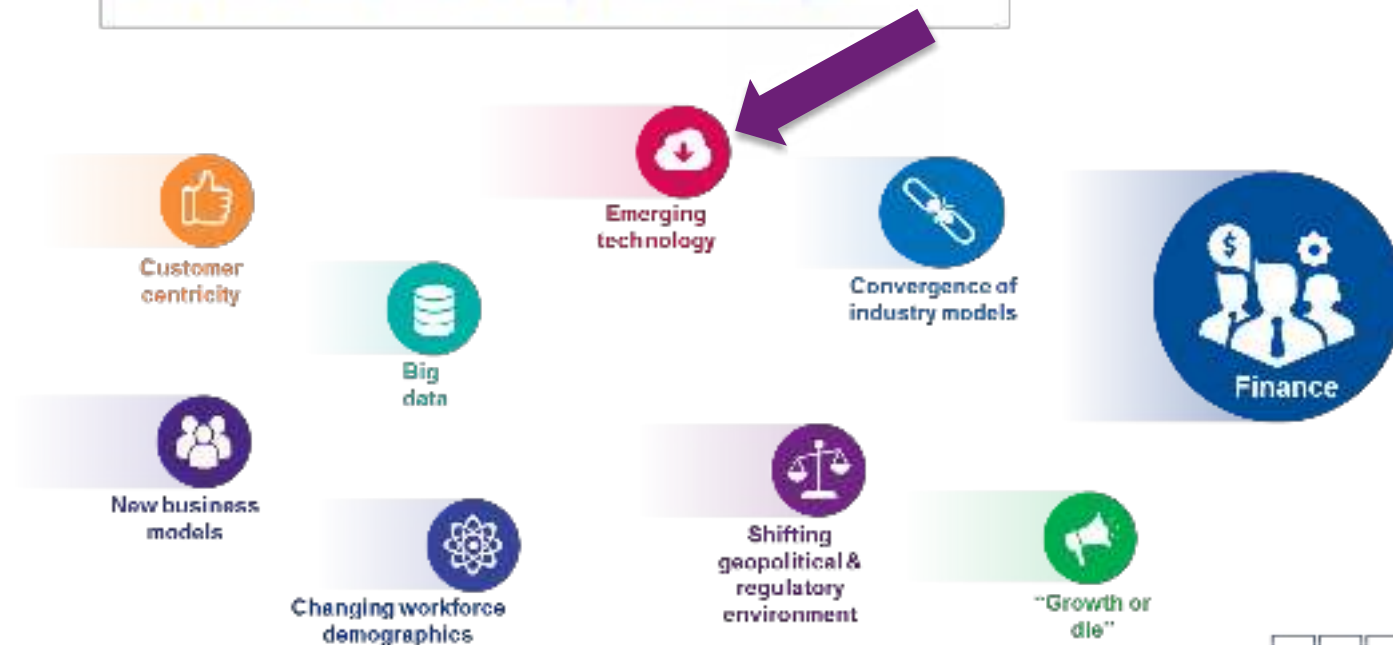 Emerging
technology
Customer
centricity
Big
data
Convergence of
industry models
$
Finance
New business
models
Changing workforce
demographics
Shifting
geopolitical &
regulatory
environment
"Growth or
die"